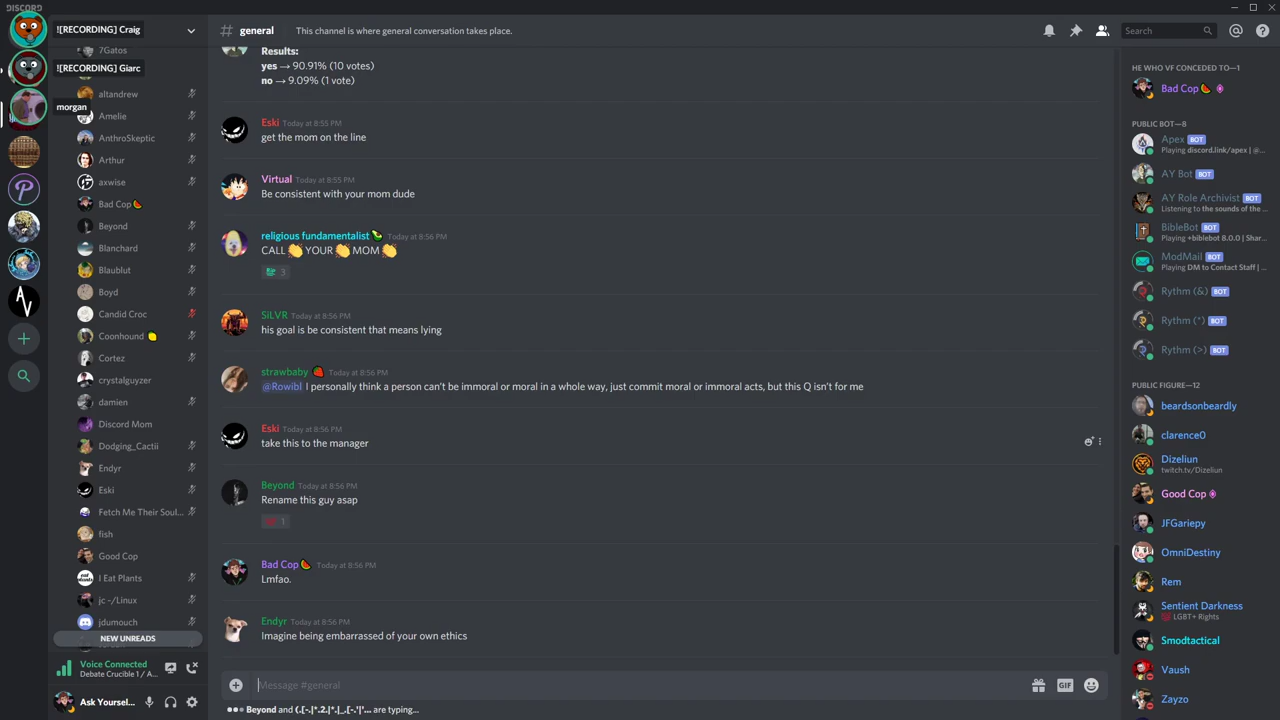 DISCORD
![RECORDING] Craig
![RECORDING] Giarc
morgan
7Gatos
altandrew
Amelie
AnthroSkeptic
Arthur
axwise
Bad Cop
Beyond
Blanchard
Blaublut
Boyd
Candid Croc
Coonhound
Cortez
crystalguyzer
damien
Discord Mom
Dodging_Cactii
Endyr
Eski
Fetch Me Their Soul...
fish
Good Cop
I Eat Plants
jc ~/Linux
jdumouch
NEW UNREADS
Voice Connected
Debate Crucible 1 / A...
Ask Yoursel...
# general
This channel is where general conversation takes place.
Search
Results:
yes → 90.91% (10 votes)
no → 9.09% (1 vote)
Eski Today at 8:55 PM
get the mom on the line
Virtual Today at 8:55 PM
Be consistent with your mom dude
religious fundamentalist Today at 8:56 PM
CALL 👏 YOUR 👏 MOM 👏
3
SiLVR Today at 8:56 PM
his goal is be consistent that means lying
strawbaby 🍓 Today at 8:56 PM
@Rowibl I personally think a person can't be immoral or moral in a whole way, just commit moral or immoral acts, but this Q isn't for me
Eski Today at 8:56 PM
take this to the manager
Beyond Today at 8:56 PM
Rename this guy asap
1
Bad Cop 🍉 Today at 8:56 PM
Lmfao.
Endyr Today at 8:56 PM
Imagine being embarrassed of your own ethics
Message #general
GIF
Beyond and {,[-,|*.2,|*,|_,[-.'|'... are typing...
HE WHO VF CONCEDED TO—1
Bad Cop 🍉
PUBLIC BOT—8
Apex BOT
Playing discord.link/apex | @...
AY Bot BOT
AY Role Archivist BOT
Listening to the sounds of the ...
BibleBot BOT
Playing +biblebot 8.0.0 | Shar...
ModMail BOT
Playing DM to Contact Staff | ...
Rythm (&) BOT
Rythm (*) BOT
Rythm (>) BOT
PUBLIC FIGURE—12
beardsonbeardly
clarence0
Dizeliun
twitch.tv/Dizeliun
Good Cop
JFGariepy
OmniDestiny
Rem
Sentient Darkness
LGBT+ Rights
Smodtactical
Vaush
Zayzo